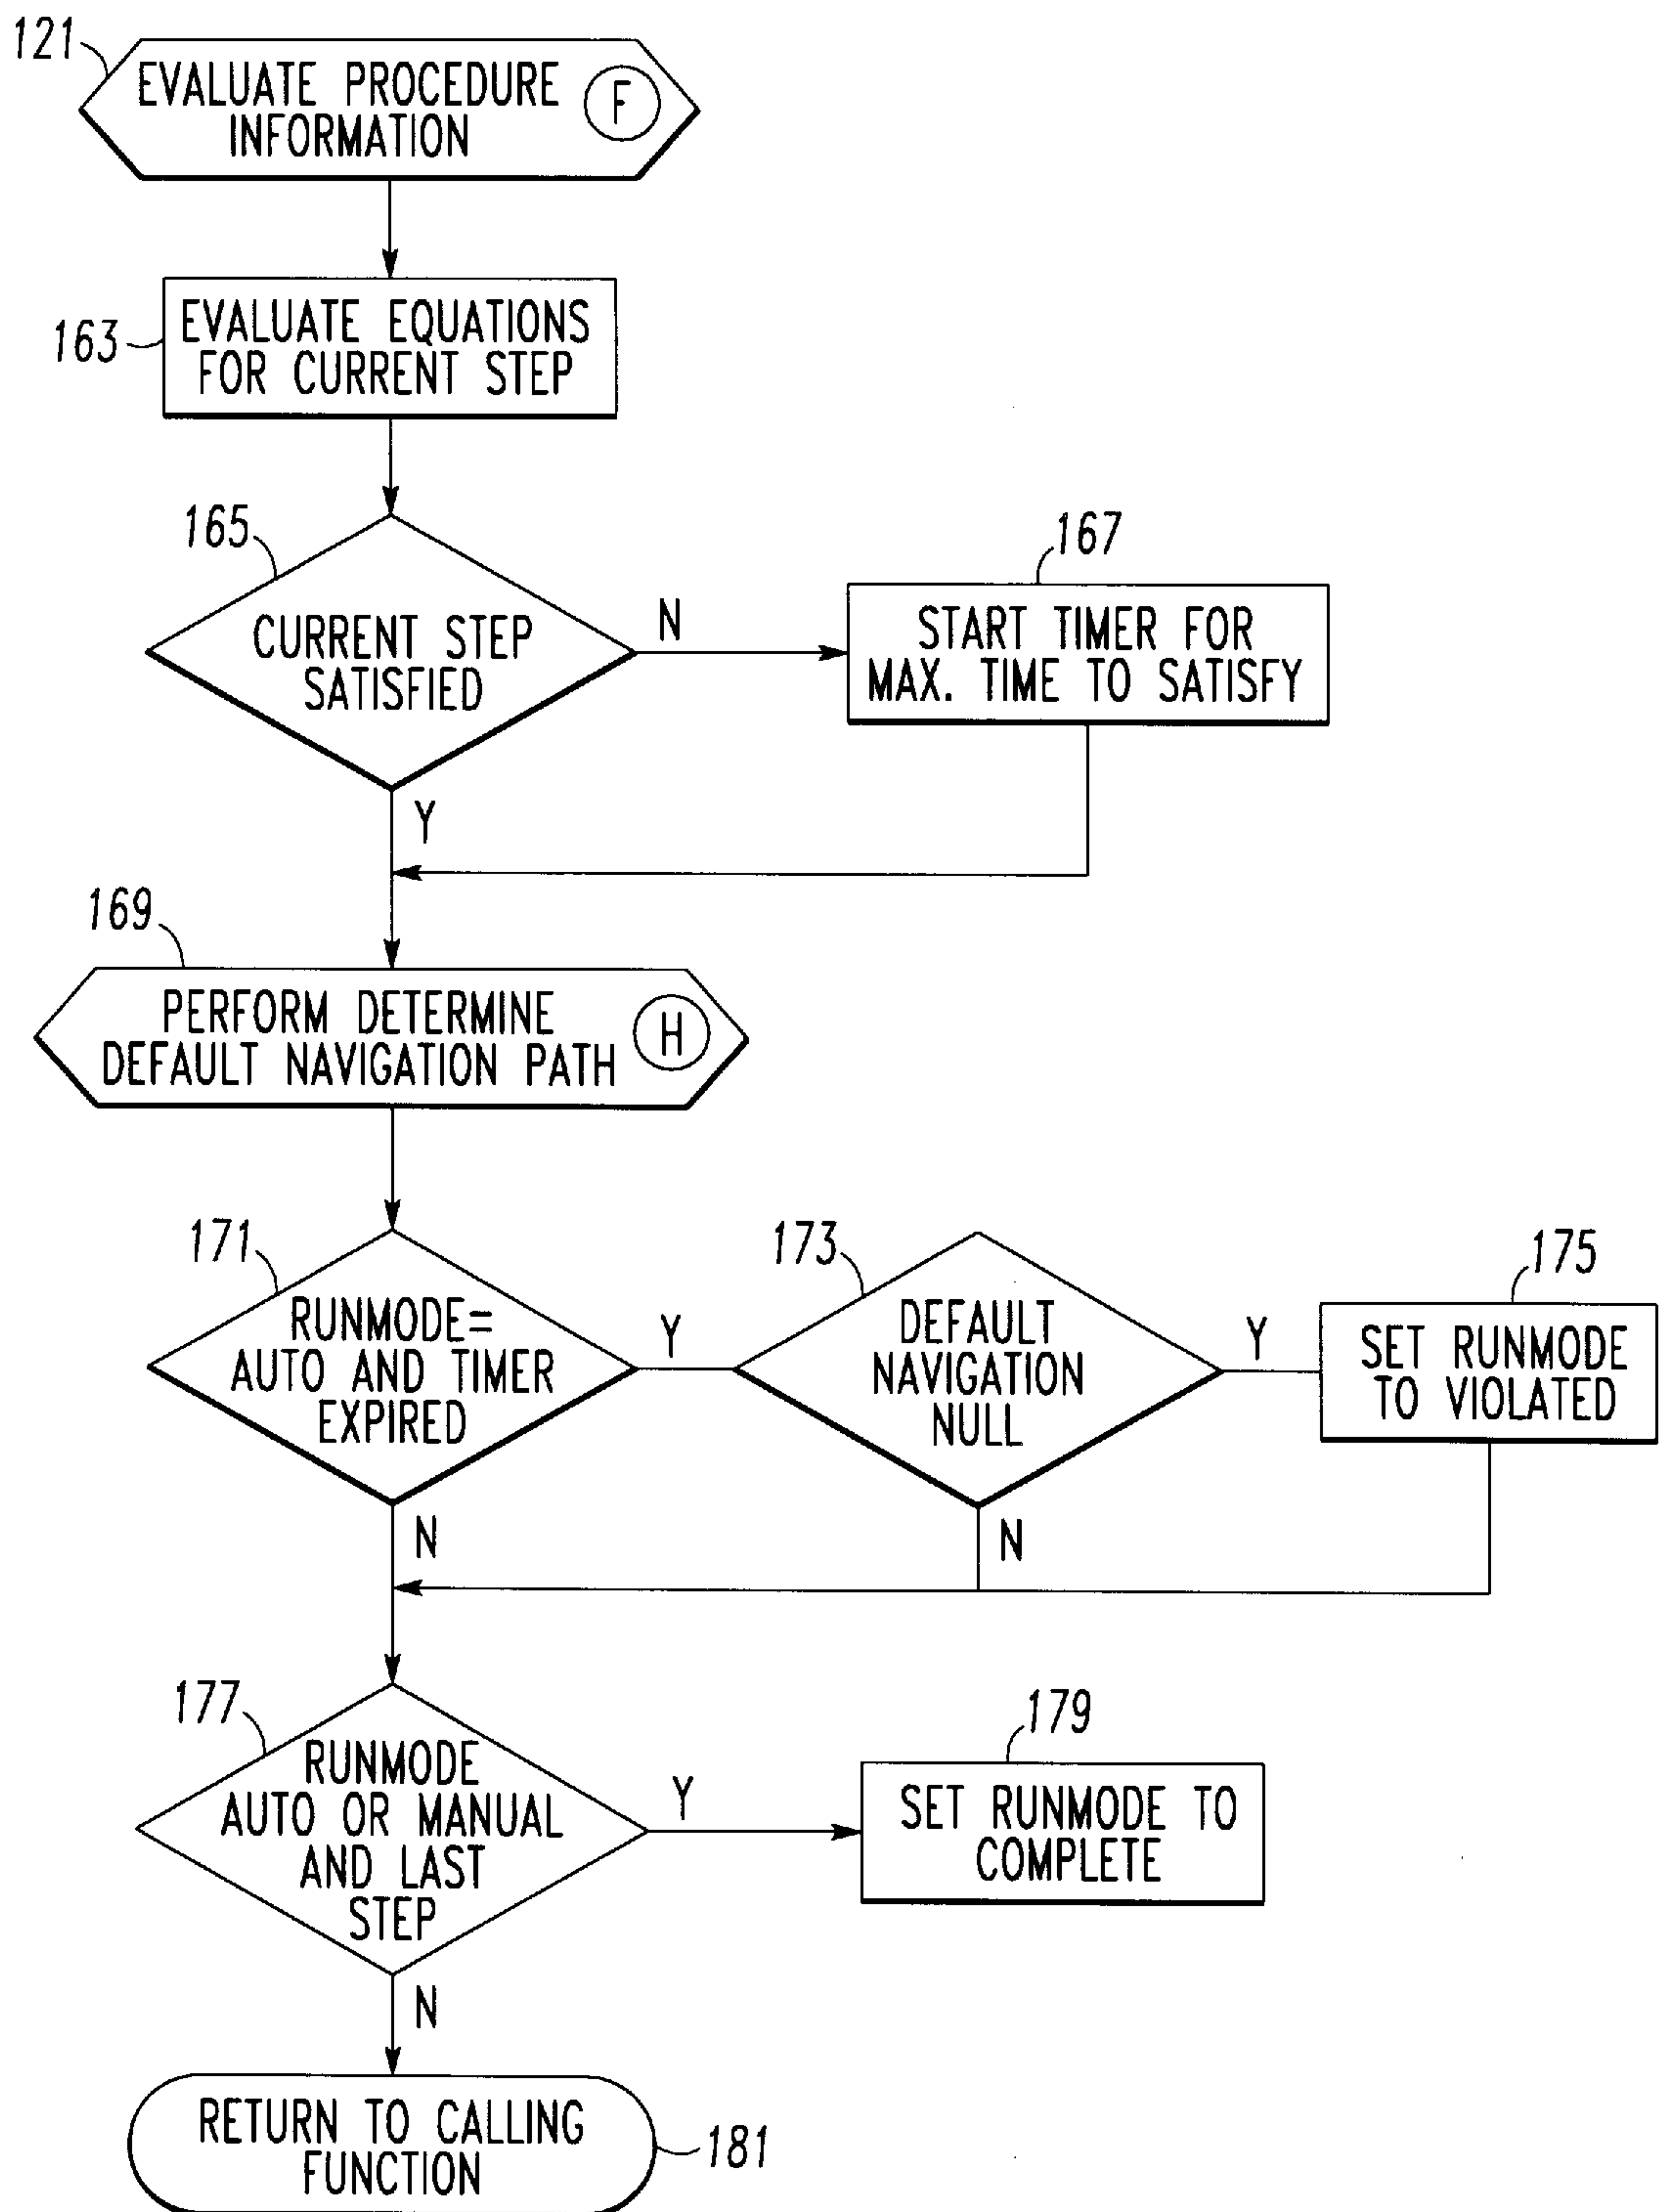 121
EVALUATE PROCEDURE
INFORMATION
F
163
EVALUATE EQUATIONS
FOR CURRENT STEP
165
CURRENT STEP
SATISFIED
N
167
START TIMER FOR
MAX. TIME TO SATISFY
Y
169
PERFORM DETERMINE
DEFAULT NAVIGATION PATH
H
171
RUNMODE=
AUTO AND TIMER
EXPIRED
Y
173
DEFAULT
NAVIGATION
NULL
Y
175
SET RUNMODE
TO VIOLATED
N
N
177
RUNMODE
AUTO OR MANUAL
AND LAST
STEP
Y
179
SET RUNMODE TO
COMPLETE
N
RETURN TO CALLING
FUNCTION
181